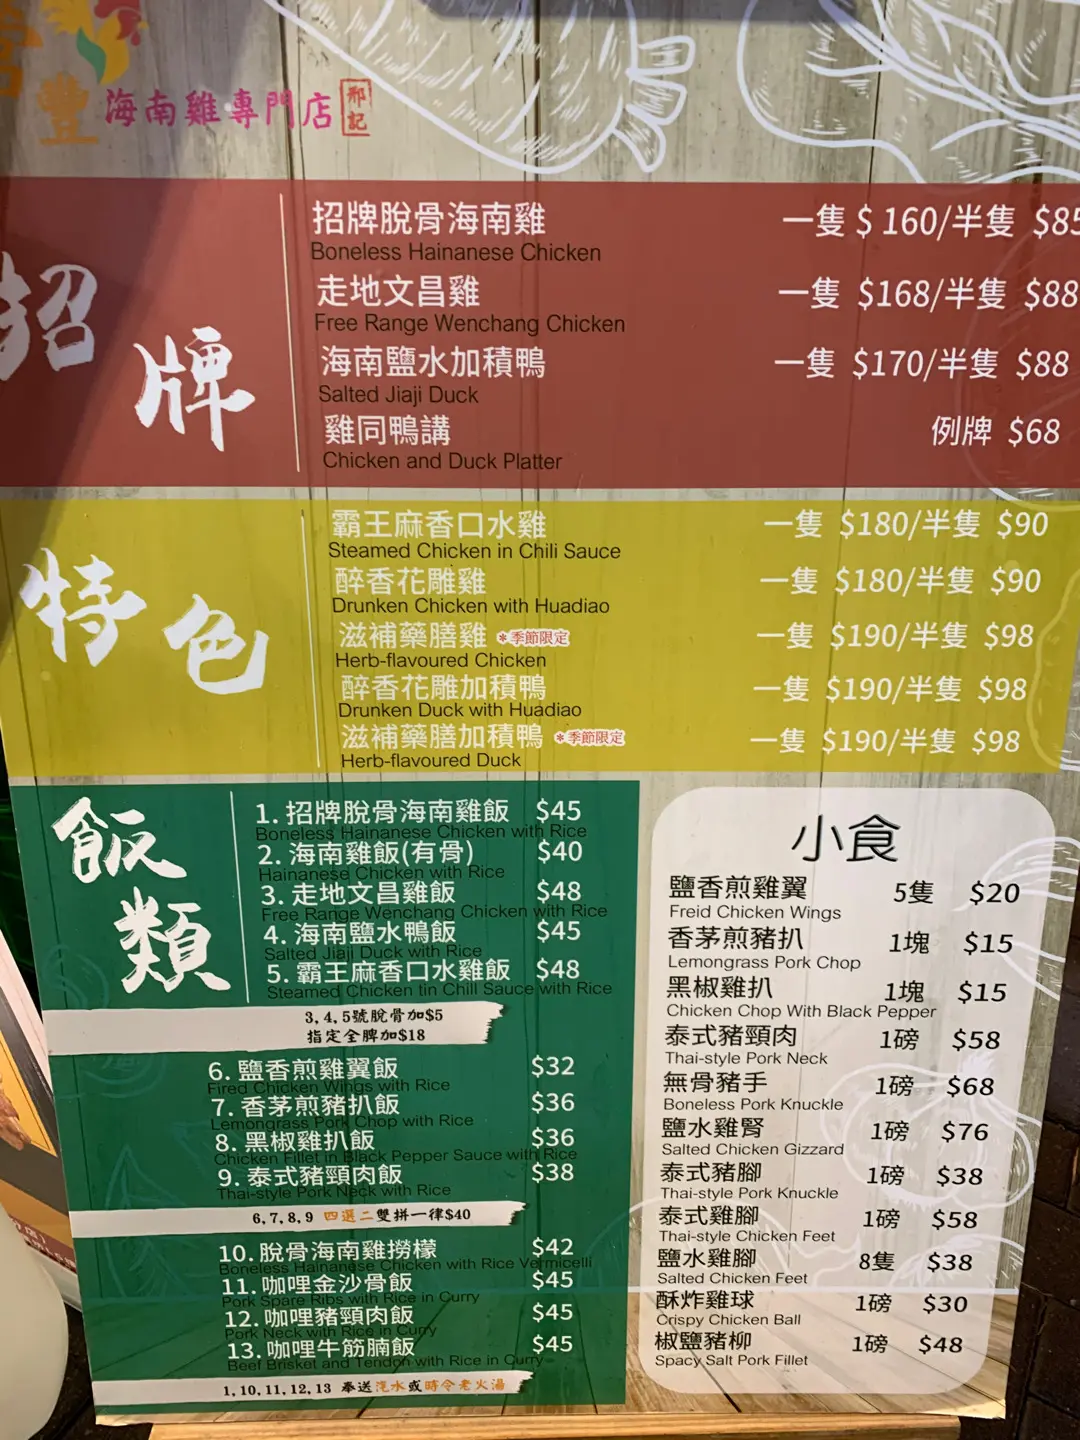 豐 海南雞專門店 邢記
招牌
招牌脫骨海南雞 一隻 $ 160/半隻 $85
Boneless Hainanese Chicken
走地文昌雞 一隻 $168/半隻 $88
Free Range Wenchang Chicken
海南鹽水加積鴨 一隻 $170/半隻 $88
Salted Jiaji Duck
雞同鴨講 例牌 $68
Chicken and Duck Platter
特色
霸王麻香口水雞 一隻 $180/半隻 $90
Steamed Chicken in Chili Sauce
醉香花雕雞 一隻 $180/半隻 $90
Drunken Chicken with Huadiao
滋補藥膳雞 *季節限定 一隻 $190/半隻 $98
Herb-flavoured Chicken
醉香花雕加積鴨 一隻 $190/半隻 $98
Drunken Duck with Huadiao
滋補藥膳加積鴨 *季節限定 一隻 $190/半隻 $98
Herb-flavoured Duck
飯類
1. 招牌脫骨海南雞飯 $45
Boneless Hainanese Chicken with Rice
2. 海南雞飯(有骨) $40
Hainanese Chicken with Rice
3. 走地文昌雞飯 $48
Free Range Wenchang Chicken with Rice
4. 海南鹽水鴨飯 $45
Salted Jiaji Duck with Rice
5. 霸王麻香口水雞飯 $48
Steamed Chicken tin Chill Sauce with Rice
3,4,5號脫骨加$5
指定全脾加$18
6. 鹽香煎雞翼飯 $32
Fired Chicken Wings with Rice
7. 香茅煎豬扒飯 $36
Lemongrass Pork Chop with Rice
8. 黑椒雞扒飯 $36
Chicken Fillet in Black Pepper Sauce with Rice
9. 泰式豬頸肉飯 $38
Thai-style Pork Neck with Rice
6,7,8,9 四選二雙拼一律$40
10. 脫骨海南雞撈檬 $42
Boneless Hainanese Chicken with Rice Vermicelli
11. 咖哩金沙骨飯 $45
Pork Spare Ribs with Rice in Curry
12. 咖哩豬頸肉飯 $45
Pork Neck with Rice in Curry
13. 咖哩牛筋腩飯 $45
Beef Brisket and Tendon with Rice in Curry
1,10,11,12,13 奉送汽水或時令老火湯
小食
鹽香煎雞翼 5隻 $20
Freid Chicken Wings
香茅煎豬扒 1塊 $15
Lemongrass Pork Chop
黑椒雞扒 1塊 $15
Chicken Chop With Black Pepper
泰式豬頸肉 1磅 $58
Thai-style Pork Neck
無骨豬手 1磅 $68
Boneless Pork Knuckle
鹽水雞腎 1磅 $76
Salted Chicken Gizzard
泰式豬腳 1磅 $38
Thai-style Pork Knuckle
泰式雞腳 1磅 $58
Thai-style Chicken Feet
鹽水雞腳 8隻 $38
Salted Chicken Feet
酥炸雞球 1磅 $30
Crispy Chicken Ball
椒鹽豬柳 1磅 $48
Spacy Salt Pork Fillet